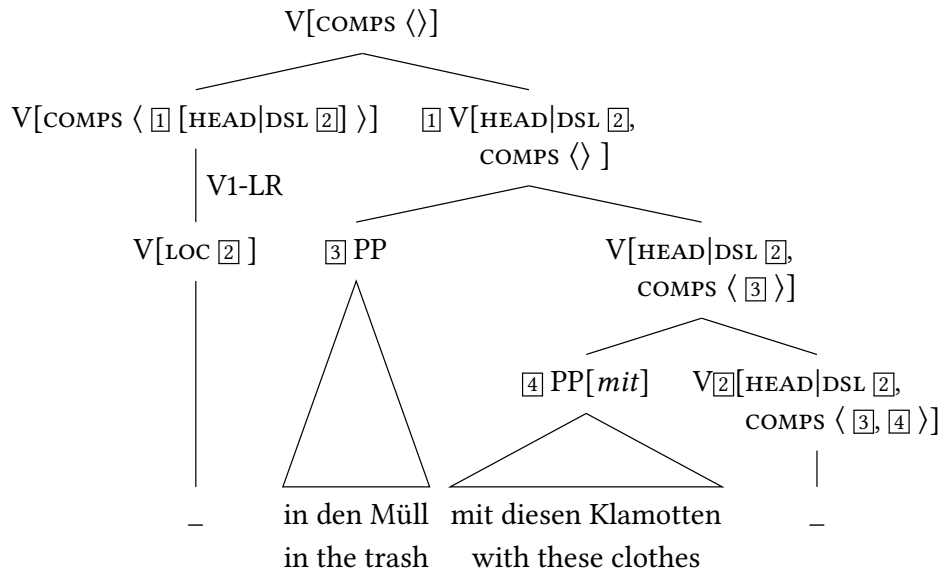 V[COMPS ⟨⟩]
V[COMPS ⟨ 1 [HEAD|DSL 2] ⟩] 1 V[HEAD|DSL 2,
COMPS ⟨⟩ ]
V1-LR
V[LOC 2 ] 3 PP V[HEAD|DSL 2,
COMPS ⟨ 3 ⟩]
4 PP[mit] V2[HEAD|DSL 2,
COMPS ⟨ 3, 4 ⟩]
_ in den Müll mit diesen Klamotten _
in the trash with these clothes